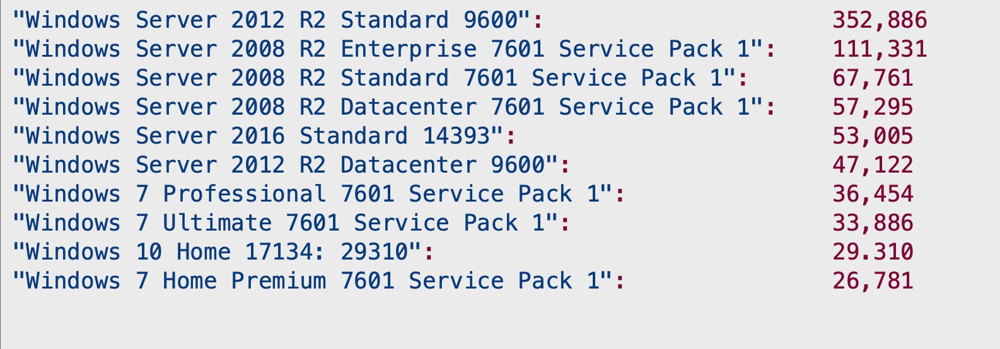 "Windows Server 2012 R2 Standard 9600": 352,886
"Windows Server 2008 R2 Enterprise 7601 Service Pack 1": 111,331
"Windows Server 2008 R2 Standard 7601 Service Pack 1": 67,761
"Windows Server 2008 R2 Datacenter 7601 Service Pack 1": 57,295
"Windows Server 2016 Standard 14393": 53,005
"Windows Server 2012 R2 Datacenter 9600": 47,122
"Windows 7 Professional 7601 Service Pack 1": 36,454
"Windows 7 Ultimate 7601 Service Pack 1": 33,886
"Windows 10 Home 17134: 29310": 29.310
"Windows 7 Home Premium 7601 Service Pack 1": 26,781